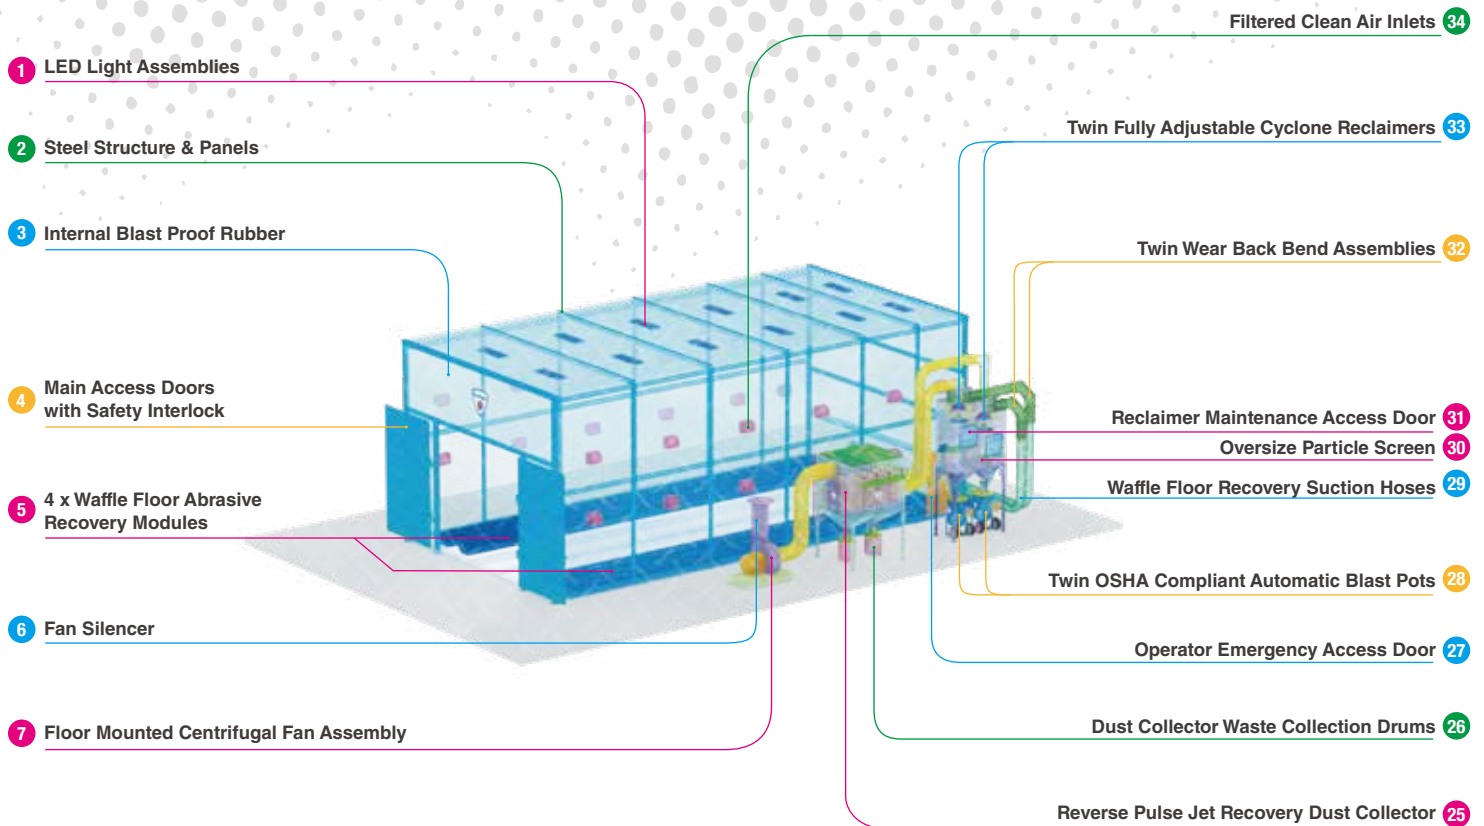 1 LED Light Assemblies
2 Steel Structure & Panels
3 Internal Blast Proof Rubber
4 Main Access Doors
with Safety Interlock
5 4 x Waffle Floor Abrasive
Recovery Modules
6 Fan Silencer
7 Floor Mounted Centrifugal Fan Assembly
Filtered Clean Air Inlets 34
Twin Fully Adjustable Cyclone Reclaimers 33
Twin Wear Back Bend Assemblies 32
Reclaimer Maintenance Access Door 31
Oversize Particle Screen 30
Waffle Floor Recovery Suction Hoses 29
Twin OSHA Compliant Automatic Blast Pots 28
Operator Emergency Access Door 27
Dust Collector Waste Collection Drums 26
Reverse Pulse Jet Recovery Dust Collector 25